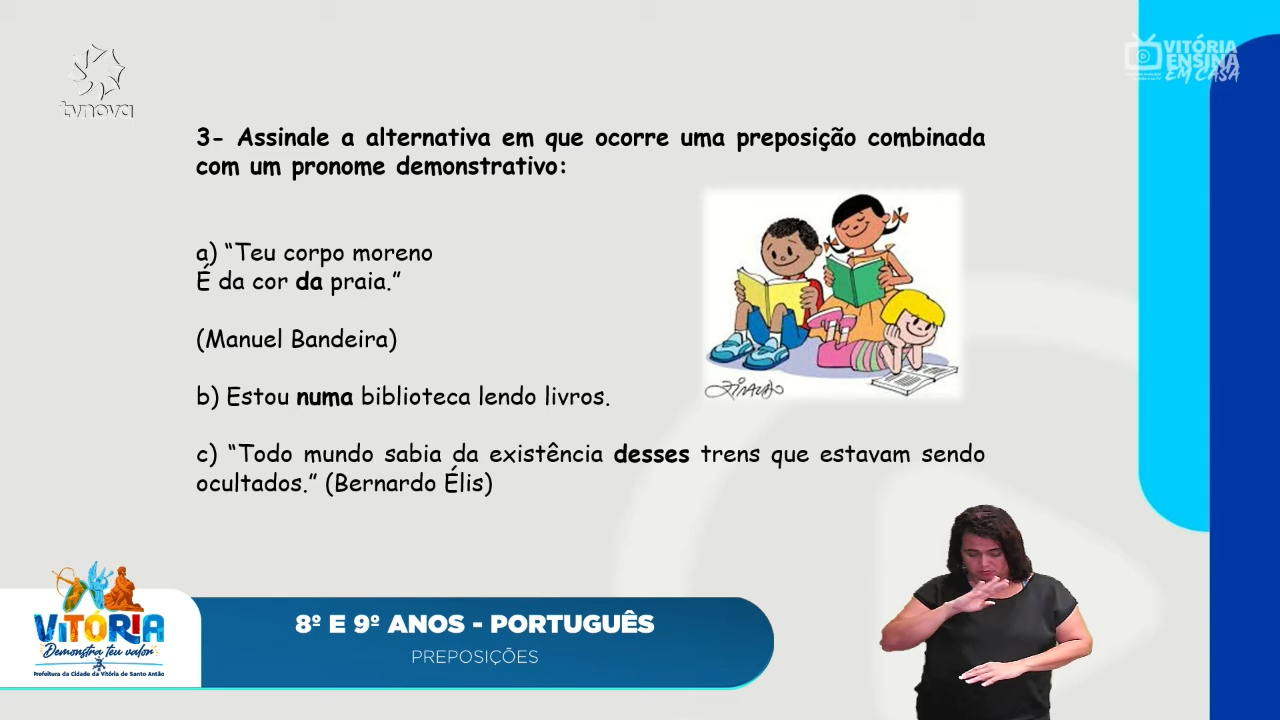 tvnova
VITÓRIA
ENSINA
EM CASA
3- Assinale a alternativa em que ocorre uma preposição combinada
com um pronome demonstrativo:
a) “Teu corpo moreno
É da cor da praia.”
(Manuel Bandeira)
b) Estou numa biblioteca lendo livros.
c) “Todo mundo sabia da existência desses trens que estavam sendo
ocultados.” (Bernardo Élis)
VITÓRIA
Demonstra teu valor
Prefeitura da Cidade da Vitória de Santo Antão
8º E 9º ANOS - PORTUGUÊS
PREPOSIÇÕES